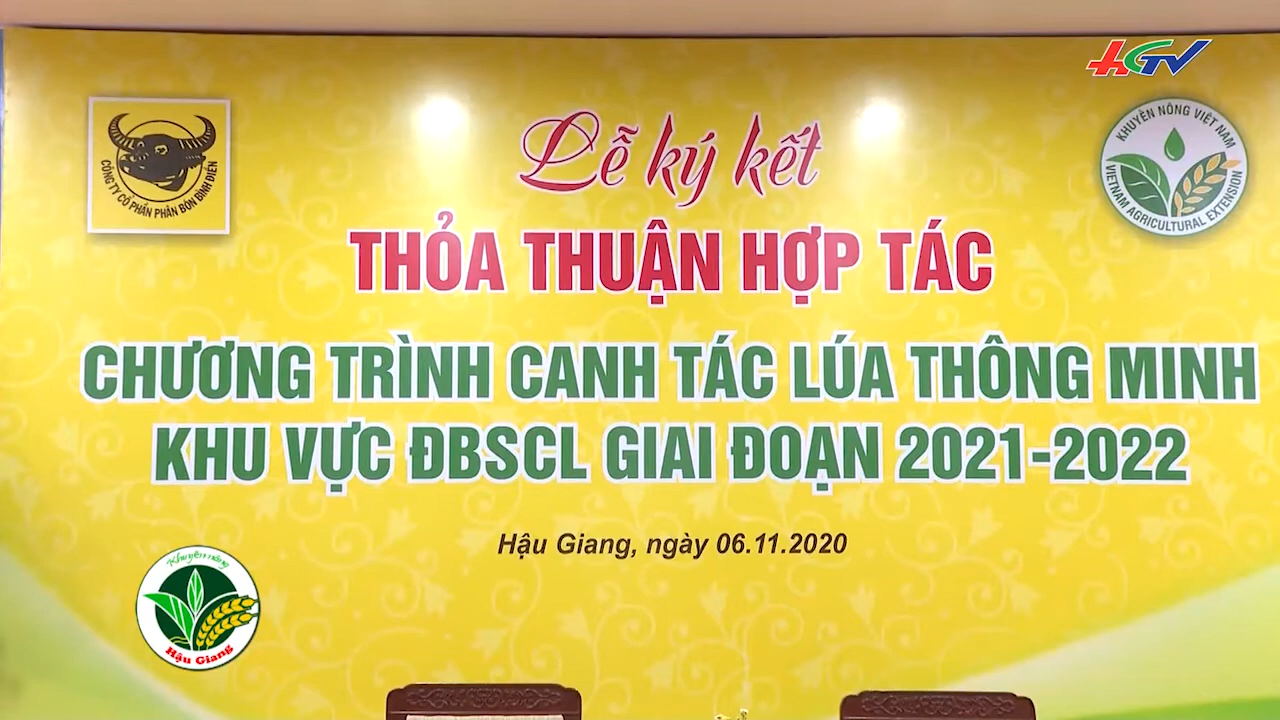 HGTV
Lễ ký kết
THỎA THUẬN HỢP TÁC
CHƯƠNG TRÌNH CANH TÁC LÚA THÔNG MINH
KHU VỰC ĐBSCL GIAI ĐOẠN 2021-2022
Hậu Giang, ngày 06.11.2020
CÔNG TY CỔ PHẦN PHÂN BÓN BÌNH ĐIỀN
KHUYẾN NÔNG VIỆT NAM
VIETNAM AGRICULTURAL EXTENSION
Khuyến nông
Hậu Giang